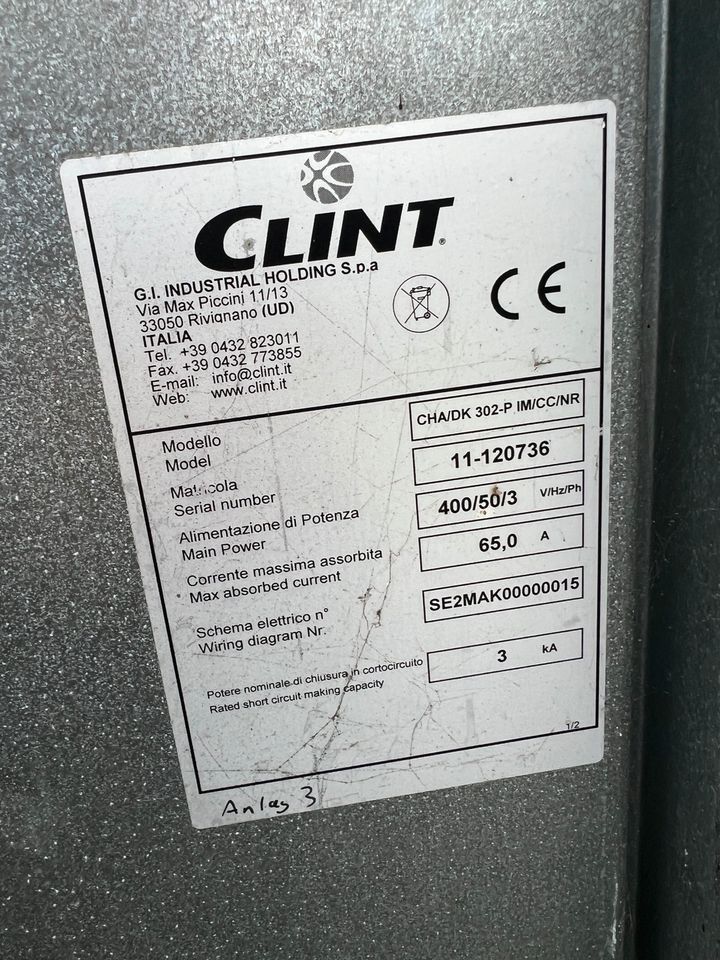 CLINT®
G.I. INDUSTRIAL HOLDING S.p.a
Via Max Piccini 11/13
33050 Rivignano (UD)
ITALIA
Tel. +39 0432 823011
Fax. +39 0432 773855
E-mail: info@clint.it
Web: www.clint.it
CE
Modello
Model
CHA/DK 302-P IM/CC/NR
Matricola
Serial number
11-120736
Alimentazione di Potenza
Main Power
400/50/3 V/Hz/Ph
Corrente massima assorbita
Max absorbed current
65,0 A
Schema elettrico n°
Wiring diagram Nr.
SE2MAK00000015
Potere nominale di chiusura in cortocircuito
Rated short circuit making capacity
3 kA
1/2
Anlag 3